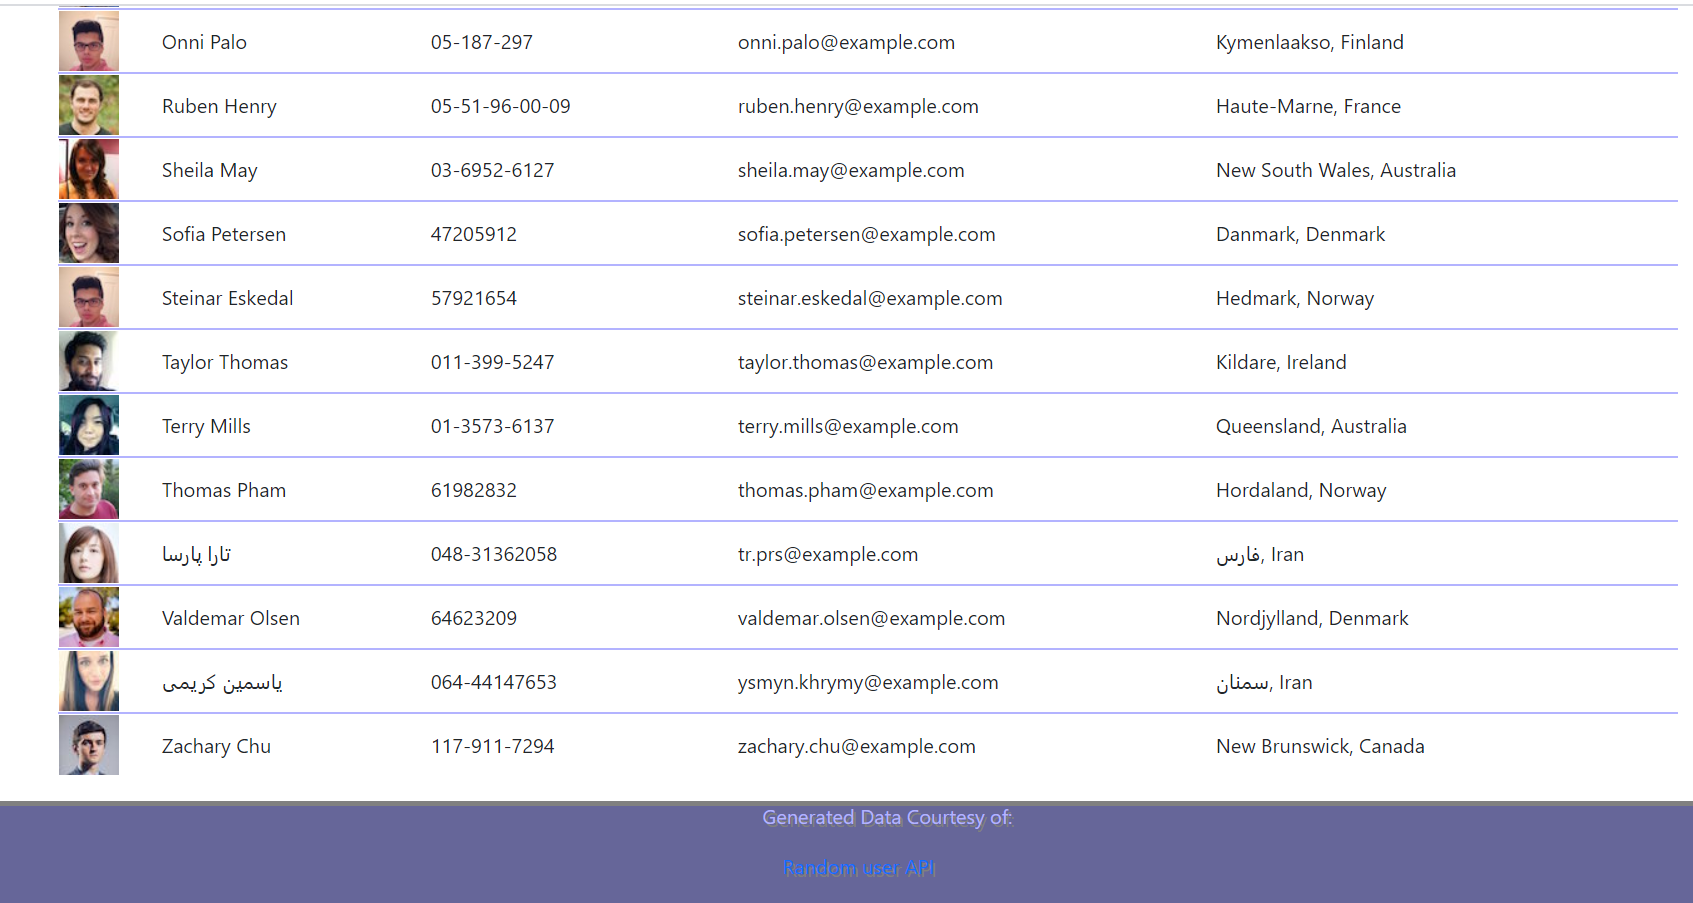 Onni Palo 05-187-297 onni.palo@example.com Kymenlaakso, Finland
Ruben Henry 05-51-96-00-09 ruben.henry@example.com Haute-Marne, France
Sheila May 03-6952-6127 sheila.may@example.com New South Wales, Australia
Sofia Petersen 47205912 sofia.petersen@example.com Danmark, Denmark
Steinar Eskedal 57921654 steinar.eskedal@example.com Hedmark, Norway
Taylor Thomas 011-399-5247 taylor.thomas@example.com Kildare, Ireland
Terry Mills 01-3573-6137 terry.mills@example.com Queensland, Australia
Thomas Pham 61982832 thomas.pham@example.com Hordaland, Norway
تارا پارسا 048-31362058 tr.prs@example.com فارس, Iran
Valdemar Olsen 64623209 valdemar.olsen@example.com Nordjylland, Denmark
یاسمین کریمی 064-44147653 ysmyn.khrymy@example.com سمنان, Iran
Zachary Chu 117-911-7294 zachary.chu@example.com New Brunswick, Canada
Generated Data Courtesy of:
Random user API